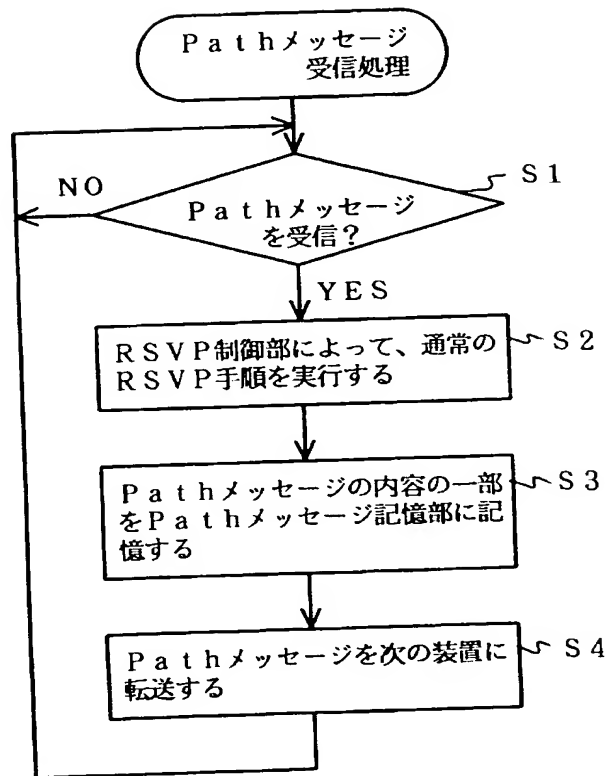 Pathメッセージ
受信処理
NO
S1
Pathメッセージ
を受信？
YES
RSVP制御部によって、通常の
RSVP手順を実行する
S2
Pathメッセージの内容の一部
をPathメッセージ記憶部に記
憶する
S3
Pathメッセージを次の装置に
転送する
S4